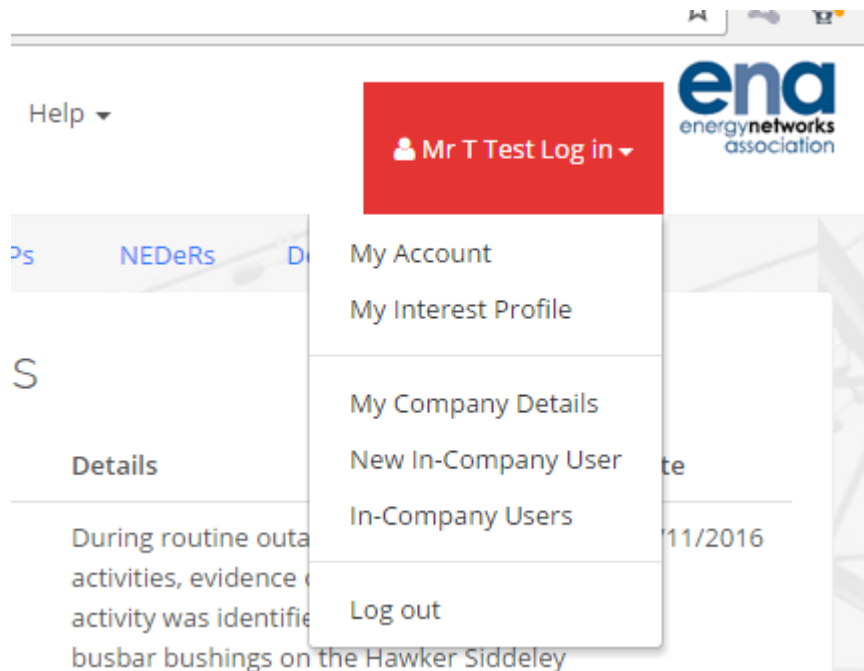 Help
Mr T Test Log in
ena
energynetworks
association
Ps NEDeRs
My Account
My Interest Profile
s
My Company Details
Details New In-Company User te
In-Company Users
During routine outa /11/2016
activities, evidence
activity was identifie Log out
busbar bushings on the Hawker Siddeley